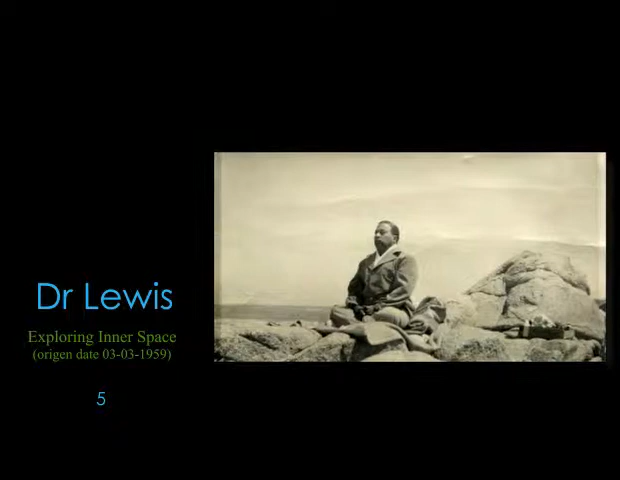 Dr Lewis
Exploring Inner Space
(origen date 03-03-1959)
5